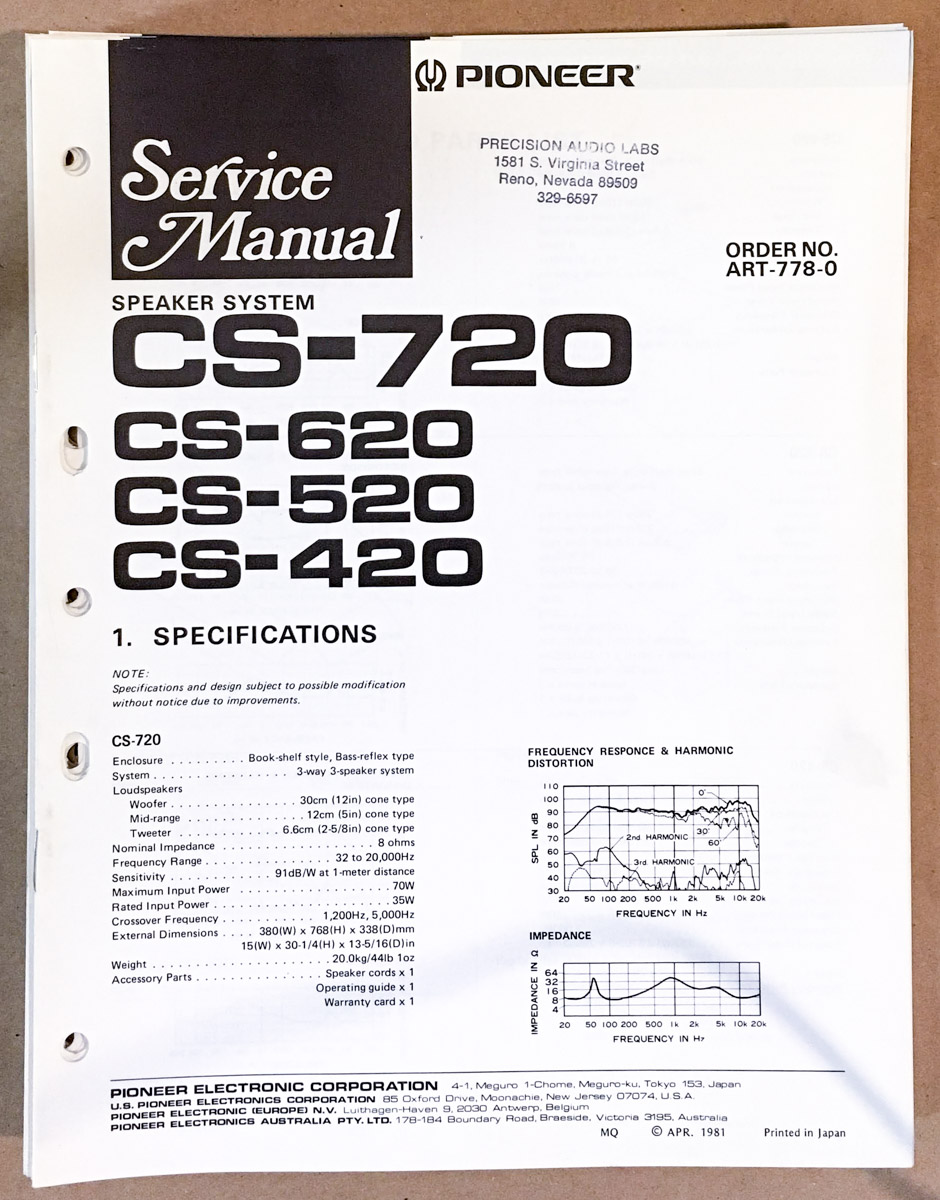 PIONEER®
Service
Manual
PRECISION AUDIO LABS
1581 S. Virginia Street
Reno, Nevada 89509
329-6597
ORDER NO.
ART-778-0
SPEAKER SYSTEM
CS-720
CS-620
CS-520
CS-420
1. SPECIFICATIONS
NOTE:
Specifications and design subject to possible modification
without notice due to improvements.
CS-720
Enclosure . . . . . . . . . Book-shelf style, Bass-reflex type
System . . . . . . . . . . . . . . . . 3-way 3-speaker system
Loudspeakers
Woofer . . . . . . . . . . . . . . . 30cm (12in) cone type
Mid-range . . . . . . . . . . . . . . 12cm (5in) cone type
Tweeter . . . . . . . . . . . . 6.6cm (2-5/8in) cone type
Nominal Impedance . . . . . . . . . . . . . . . . . . . 8 ohms
Frequency Range . . . . . . . . . . . . . . . 32 to 20,000Hz
Sensitivity . . . . . . . . . . . . . 91dB/W at 1-meter distance
Maximum Input Power . . . . . . . . . . . . . . . . . . . 70W
Rated Input Power . . . . . . . . . . . . . . . . . . . . . 35W
Crossover Frequency . . . . . . . . . . . 1,200Hz, 5,000Hz
External Dimensions . . . . 380(W) x 768(H) x 338(D)mm
15(W) x 30-1/4(H) x 13-5/16(D)in
Weight . . . . . . . . . . . . . . . . . . . . . 20.0kg/44lb 1oz
Accessory Parts . . . . . . . . . . . . . . . Speaker cords x 1
Operating guide x 1
Warranty card x 1
FREQUENCY RESPONCE & HARMONIC
DISTORTION
SPL IN dB
110
100
90
80
70
60
50
40
30
0°
30°
60°
2nd HARMONIC
3rd HARMONIC
20 50 100 200 500 1k 2k 5k 10k 20k
FREQUENCY IN Hz
IMPEDANCE
IMPEDANCE IN Ω
64
32
16
8
4
20 50 100 200 500 1k 2k 5k 10k 20k
FREQUENCY IN Hz
PIONEER ELECTRONIC CORPORATION 4-1, Meguro 1-Chome, Meguro-ku, Tokyo 153, Japan
U.S. PIONEER ELECTRONICS CORPORATION 85 Oxford Drive, Moonachie, New Jersey 07074, U.S.A.
PIONEER ELECTRONIC (EUROPE) N.V. Luithagen-Haven 9, 2030 Antwerp, Belgium
PIONEER ELECTRONICS AUSTRALIA PTY. LTD. 178-184 Boundary Road, Braeside, Victoria 3195, Australia
MQ © APR. 1981 Printed in Japan